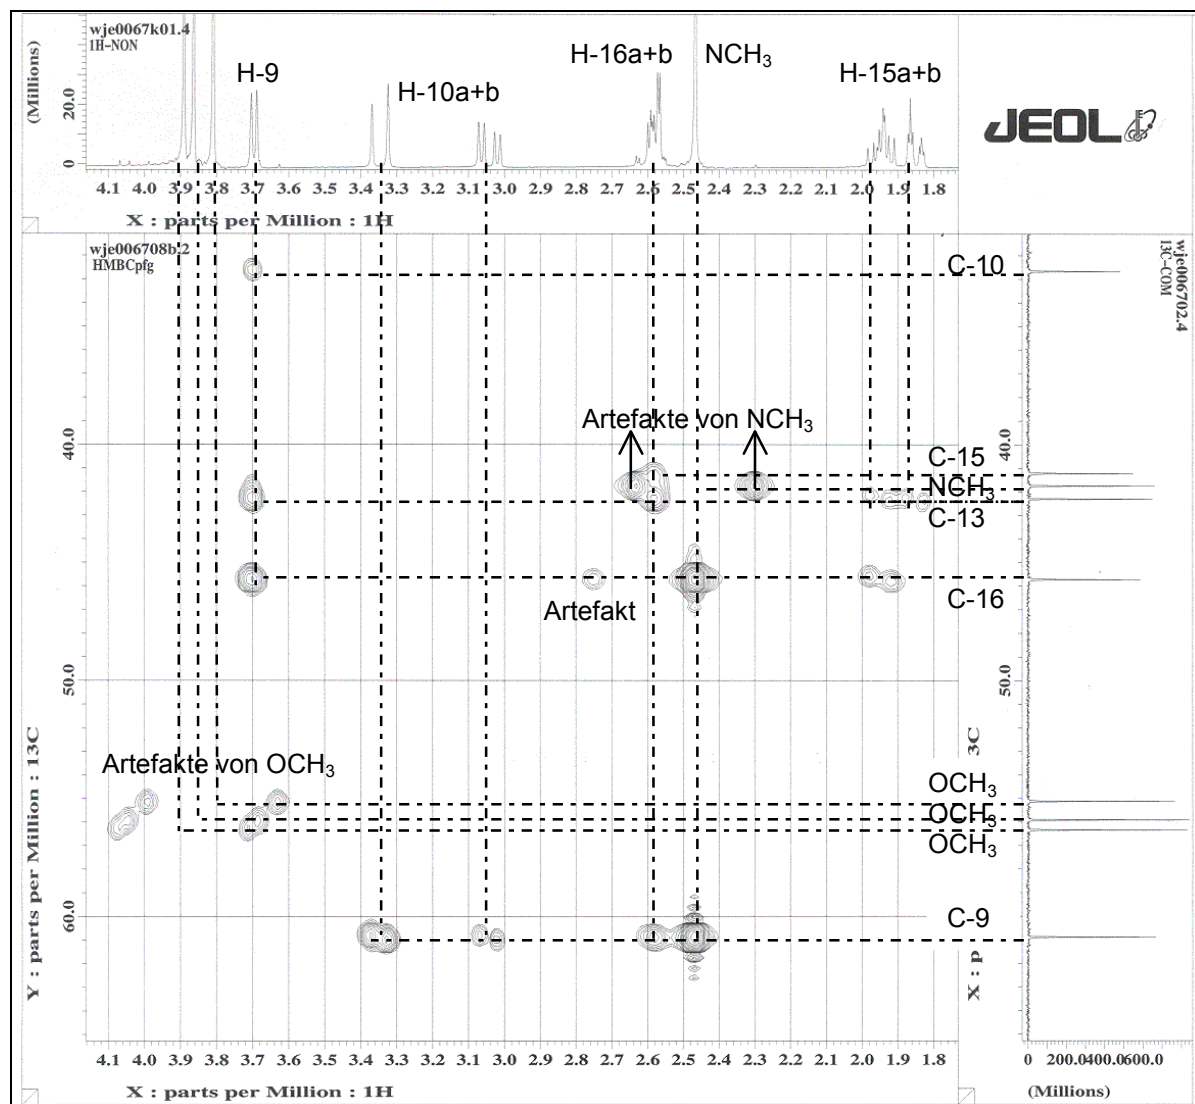 wje0067k01.4
1H-NON
(Millions)
20.0
0
H-9
H-10a+b
H-16a+b
NCH₃
H-15a+b
JEOL
4.1 4.0 3.9 3.8 3.7 3.6 3.5 3.4 3.3 3.2 3.1 3.0 2.9 2.8 2.7 2.6 2.5 2.4 2.3 2.2 2.1 2.0 1.9 1.8
X : parts per Million : 1H
wje006708b.2
HMBCpfg
wje006702.4
13C-COM
C-10
Artefakte von NCH₃
40.0
40.0
C-15
NCH₃
C-13
C-16
Artefakt
50.0
50.0
Y : parts per Million : 13C
3C
Artefakte von OCH₃
OCH₃
OCH₃
OCH₃
60.0
C-9
X : p
4.1 4.0 3.9 3.8 3.7 3.6 3.5 3.4 3.3 3.2 3.1 3.0 2.9 2.8 2.7 2.6 2.5 2.4 2.3 2.2 2.1 2.0 1.9 1.8
0 200.0 400.0 600.0
X : parts per Million : 1H
(Millions)